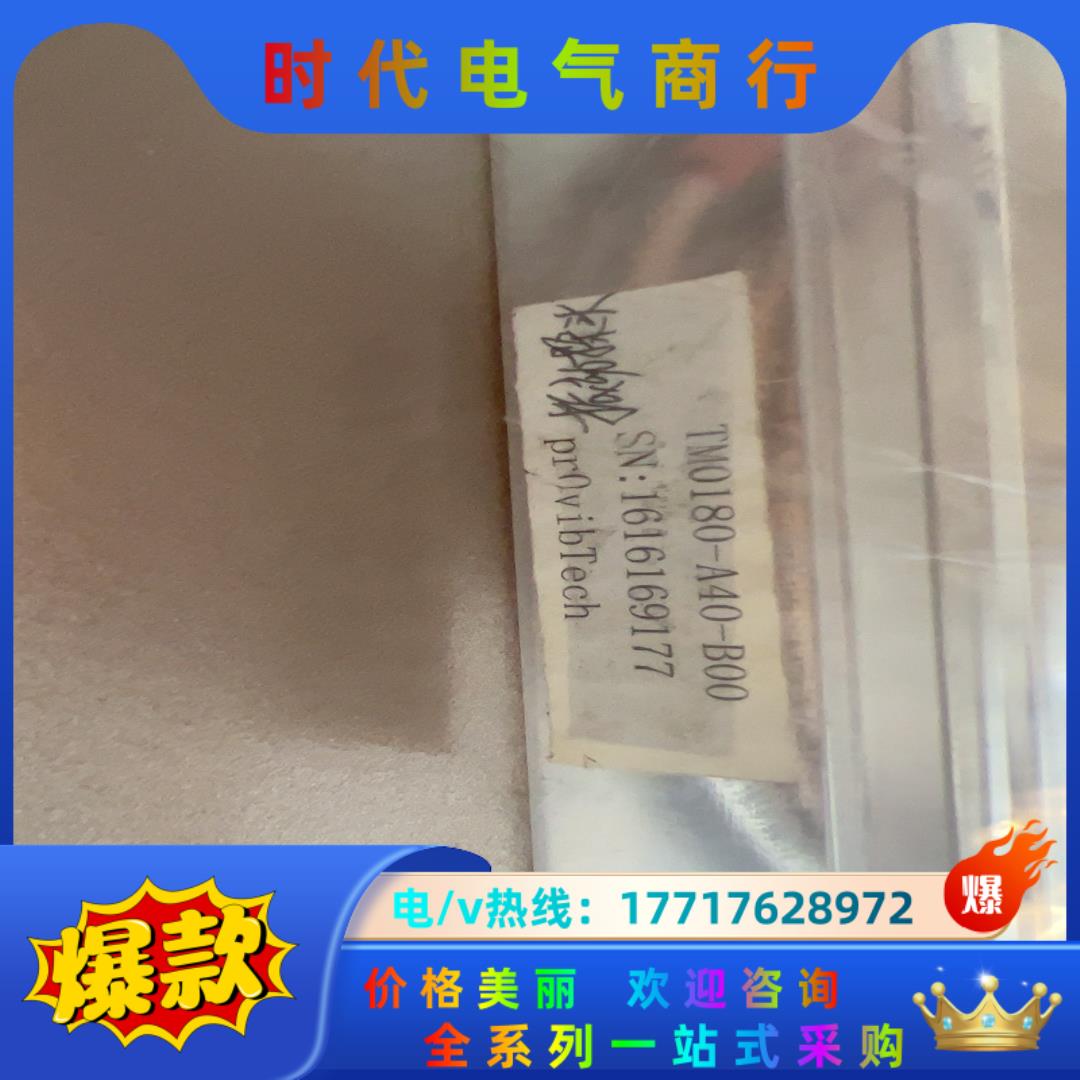 时代电气商行
TM0180-A40-B00
SN:1616169177
prOvibTech
爆款
电/v热线：17717628972
爆
价格美丽 欢迎咨询
全系列一站式采购